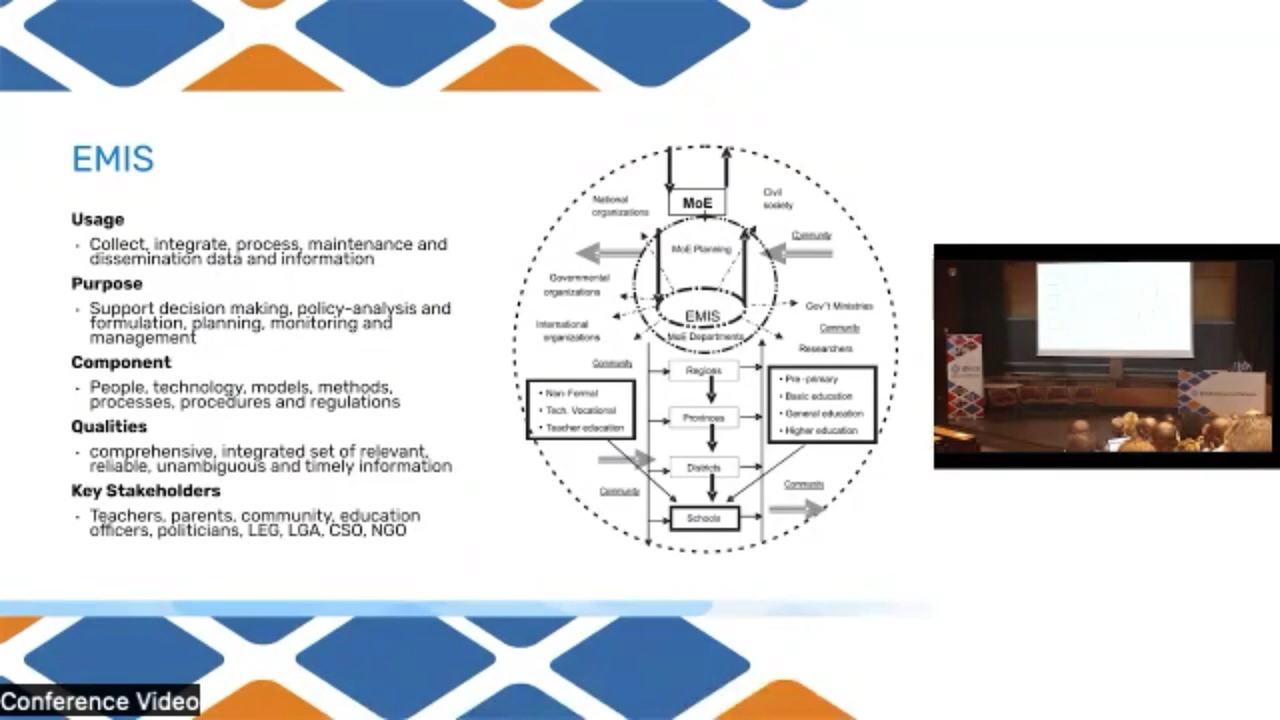 EMIS
Usage
· Collect, integrate, process, maintenance and
dissemination data and information
Purpose
· Support decision making, policy-analysis and
formulation, planning, monitoring and
management
Component
· People, technology, models, methods,
processes, procedures and regulations
Qualities
· comprehensive, integrated set of relevant,
reliable, unambiguous and timely information
Key Stakeholders
· Teachers, parents, community, education
officers, politicians, LEG, LGA, CSO, NGO
MoE
National
organizations
Civil
society
Community
MoE Planning
Governmental
organizations
Gov't Ministries
EMIS
International
organizations
Community
MoE Departments
Researchers
Community
Regions
• Non-Formal
• Tech. Vocational
• Teacher education
• Pre-primary
• Basic education
• General education
• Higher education
Provinces
Districts
Community
Community
Schools
Conference Video